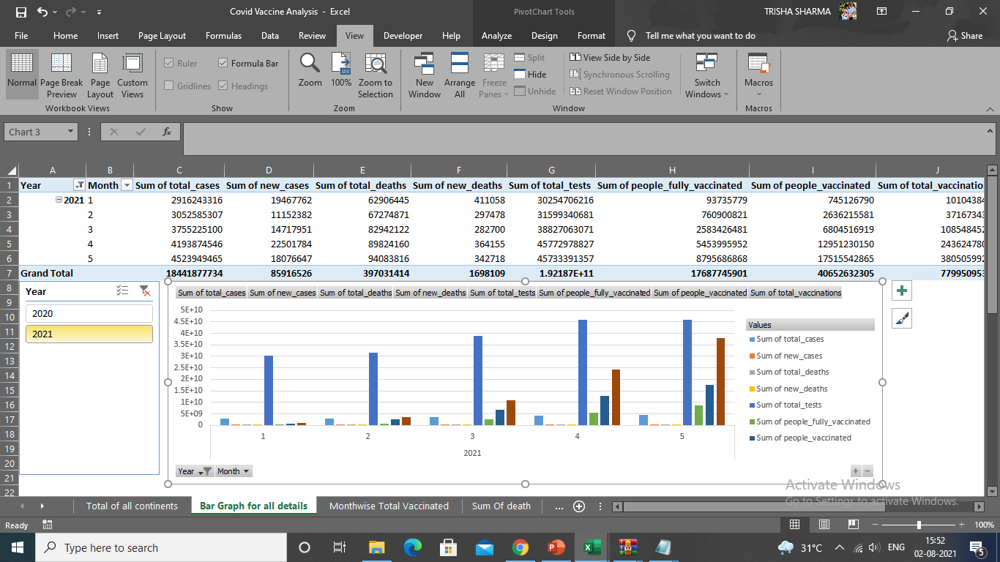 Covid Vaccine Analysis - Excel
PivotChart Tools
TRISHA SHARMA
File Home Insert Page Layout Formulas Data Review View Developer Help Analyze Design Format Tell me what you want to do Share
Normal
Page Break Preview
Page Layout
Custom Views
Workbook Views
Ruler
Formula Bar
Gridlines
Headings
Show
Zoom
100%
Zoom to Selection
Zoom
New Window
Arrange All
Freeze Panes
Split
Hide
Unhide
View Side by Side
Synchronous Scrolling
Reset Window Position
Switch Windows
Window
Macros
Macros
Chart 3
fx
A B C D E F G H I J
1 Year Month Sum of total_cases Sum of new_cases Sum of total_deaths Sum of new_deaths Sum of total_tests Sum of people_fully_vaccinated Sum of people_vaccinated Sum of total_vaccinatio
2 2021 1 2916243316 19467762 62906445 411058 30254706216 93735779 745126790 10104384
3 2 3052585307 11152382 67274871 297478 31599340681 760900821 2636215581 37167343
4 3 3755225100 14717951 82942122 282700 38827063071 2583426481 6804516919 108548452
5 4 4193874546 22501784 89824160 364155 45772978827 5453995952 12951230150 243624780
6 5 4523949465 18076647 94083816 342718 45733391357 8795686868 17515542865 380505992
7 Grand Total 18441877734 85916526 397031414 1698109 1.92187E+11 17687745901 40652632305 779950953
8
9
10
11
12
13
14
15
16
17
18
19
20
21
22
Year
2020
2021
Sum of total_cases Sum of new_cases Sum of total_deaths Sum of new_deaths Sum of total_tests Sum of people_fully_vaccinated Sum of people_vaccinated Sum of total_vaccinations
5E+10
4.5E+10
4E+10
3.5E+10
3E+10
2.5E+10
2E+10
1.5E+10
1E+10
5E+09
0
1 2 3 4 5
2021
Values
Sum of total_cases
Sum of new_cases
Sum of total_deaths
Sum of new_deaths
Sum of total_tests
Sum of people_fully_vaccinated
Sum of people_vaccinated
Year Month
Activate Windows
Go to Settings to activate Windows.
Total of all continents Bar Graph for all details Monthwise Total Vaccinated Sum Of death ...
Ready
100%
Type here to search
31°C
ENG
15:52
02-08-2021
5